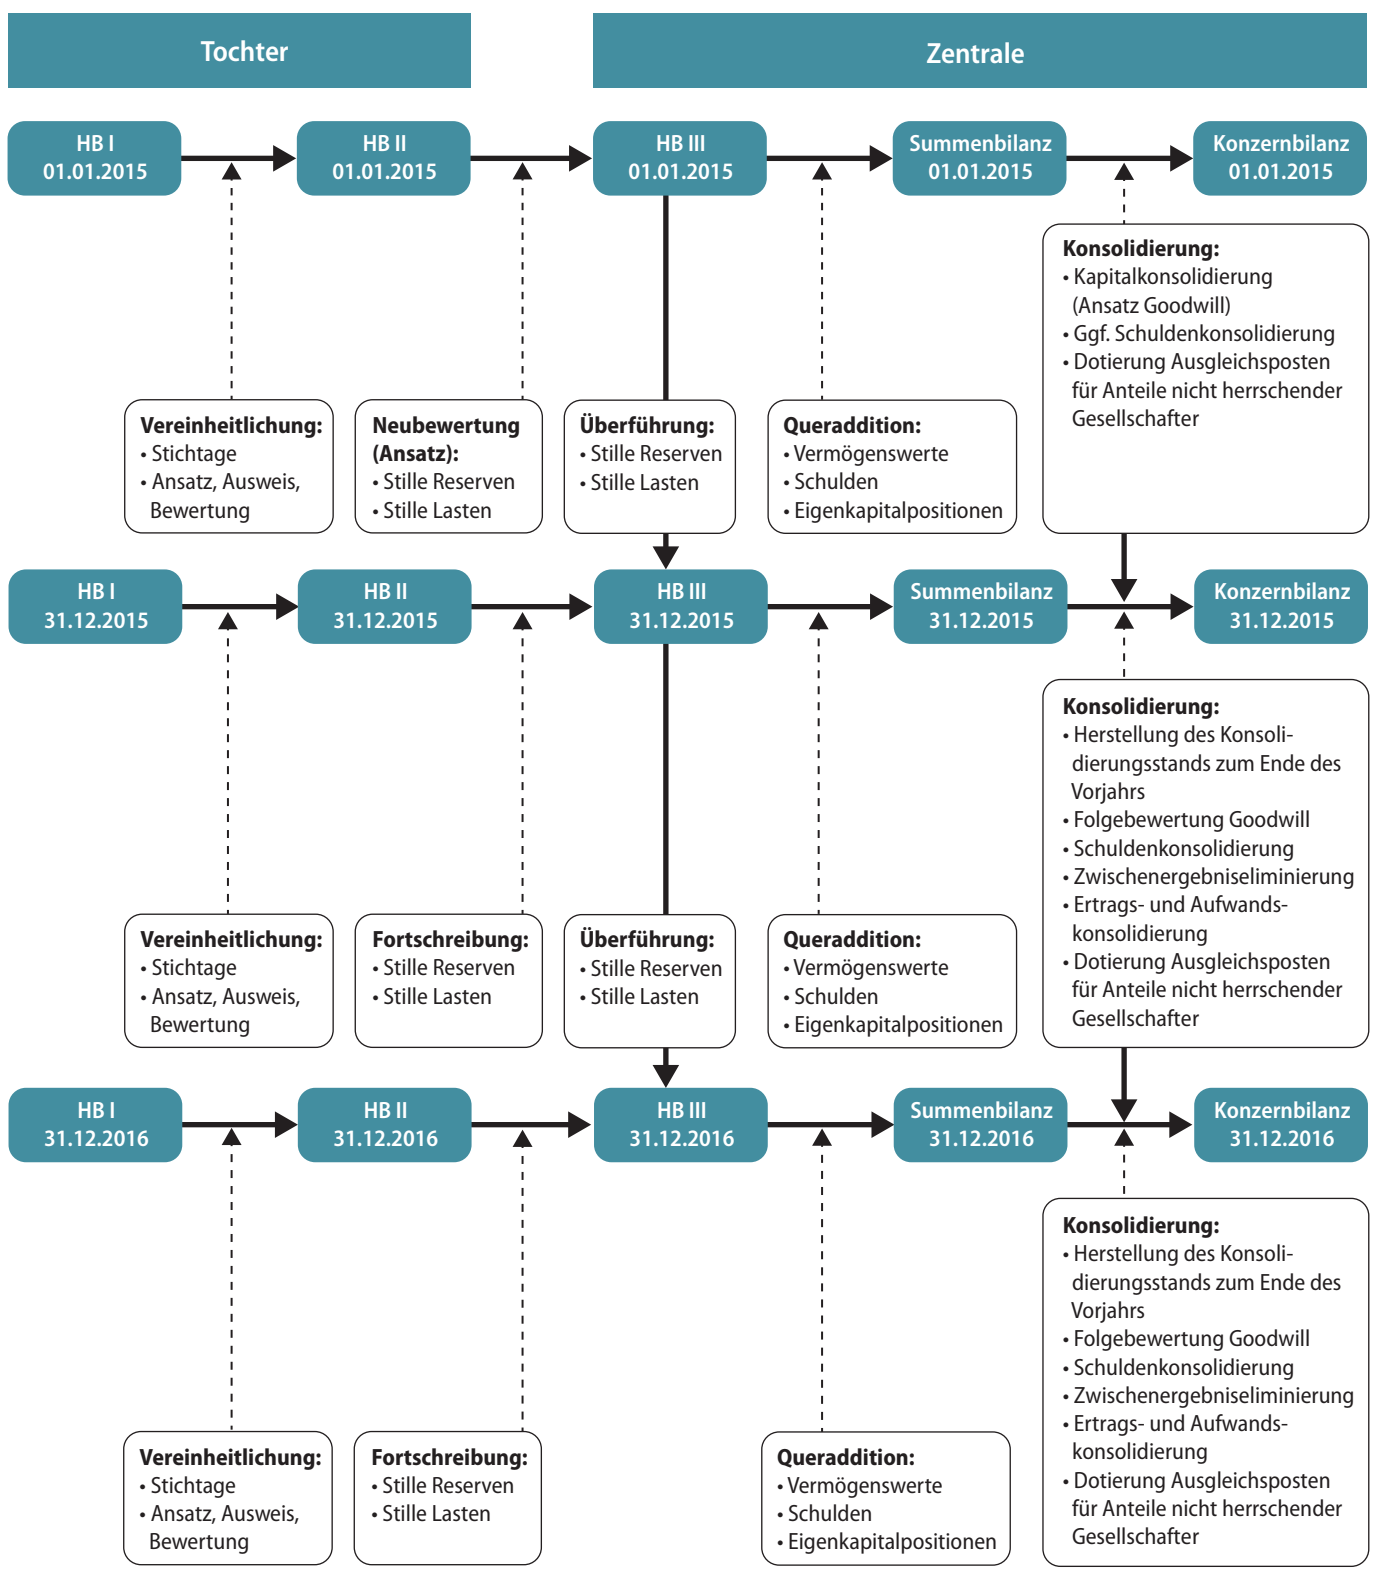 Tochter
Zentrale
HB I
01.01.2015
HB II
01.01.2015
HB III
01.01.2015
Summenbilanz
01.01.2015
Konzernbilanz
01.01.2015
Vereinheitlichung:
• Stichtage
• Ansatz, Ausweis,
Bewertung
Neubewertung
(Ansatz):
• Stille Reserven
• Stille Lasten
Überführung:
• Stille Reserven
• Stille Lasten
Queraddition:
• Vermögenswerte
• Schulden
• Eigenkapitalpositionen
Konsolidierung:
• Kapitalkonsolidierung
(Ansatz Goodwill)
• Ggf. Schuldenkonsolidierung
• Dotierung Ausgleichsposten
für Anteile nicht herrschender
Gesellschafter
HB I
31.12.2015
HB II
31.12.2015
HB III
31.12.2015
Summenbilanz
31.12.2015
Konzernbilanz
31.12.2015
Vereinheitlichung:
• Stichtage
• Ansatz, Ausweis,
Bewertung
Fortschreibung:
• Stille Reserven
• Stille Lasten
Überführung:
• Stille Reserven
• Stille Lasten
Queraddition:
• Vermögenswerte
• Schulden
• Eigenkapitalpositionen
Konsolidierung:
• Herstellung des Konsoli-
dierungsstands zum Ende des
Vorjahrs
• Folgebewertung Goodwill
• Schuldenkonsolidierung
• Zwischenergebniseliminierung
• Ertrags- und Aufwands-
konsolidierung
• Dotierung Ausgleichsposten
für Anteile nicht herrschender
Gesellschafter
HB I
31.12.2016
HB II
31.12.2016
HB III
31.12.2016
Summenbilanz
31.12.2016
Konzernbilanz
31.12.2016
Vereinheitlichung:
• Stichtage
• Ansatz, Ausweis,
Bewertung
Fortschreibung:
• Stille Reserven
• Stille Lasten
Queraddition:
• Vermögenswerte
• Schulden
• Eigenkapitalpositionen
Konsolidierung:
• Herstellung des Konsoli-
dierungsstands zum Ende des
Vorjahrs
• Folgebewertung Goodwill
• Schuldenkonsolidierung
• Zwischenergebniseliminierung
• Ertrags- und Aufwands-
konsolidierung
• Dotierung Ausgleichsposten
für Anteile nicht herrschender
Gesellschafter